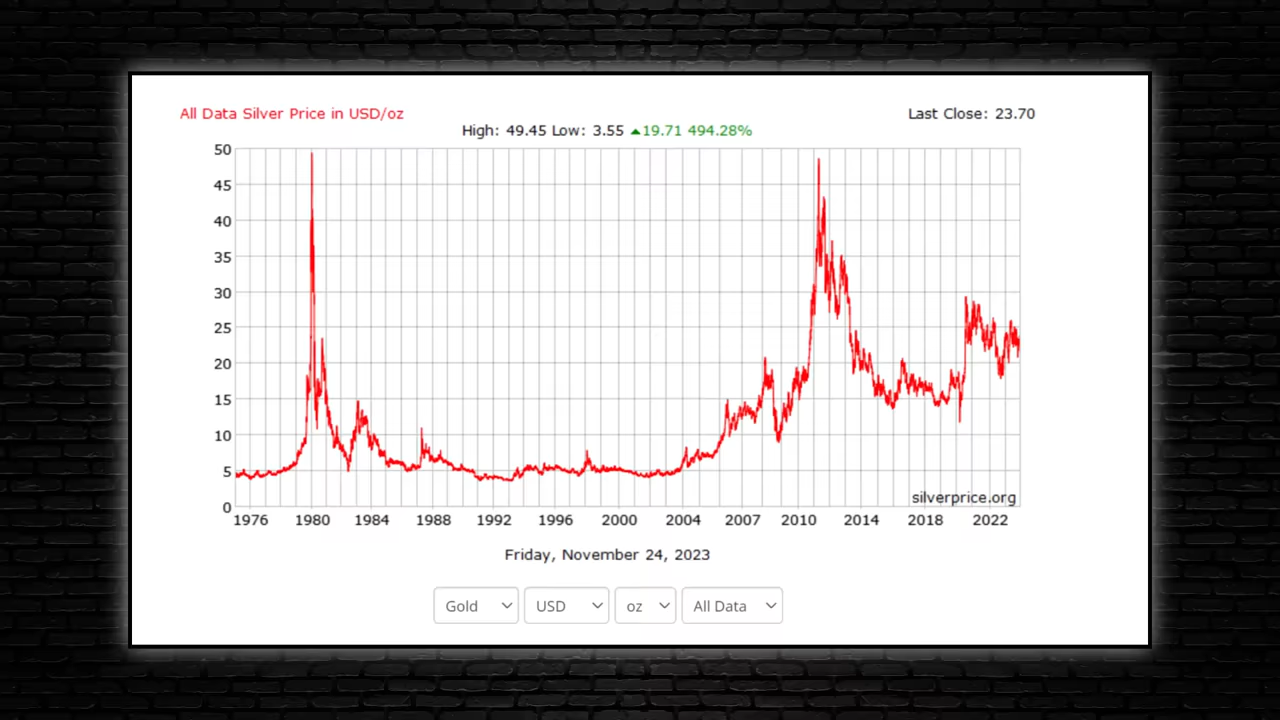 All Data Silver Price in USD/oz
Last Close: 23.70
High: 49.45 Low: 3.55 ▲19.71 494.28%
50
45
40
35
30
25
20
15
10
5
0
silverprice.org
1976 1980 1984 1988 1992 1996 2000 2004 2007 2010 2014 2018 2022
Friday, November 24, 2023
Gold USD oz All Data